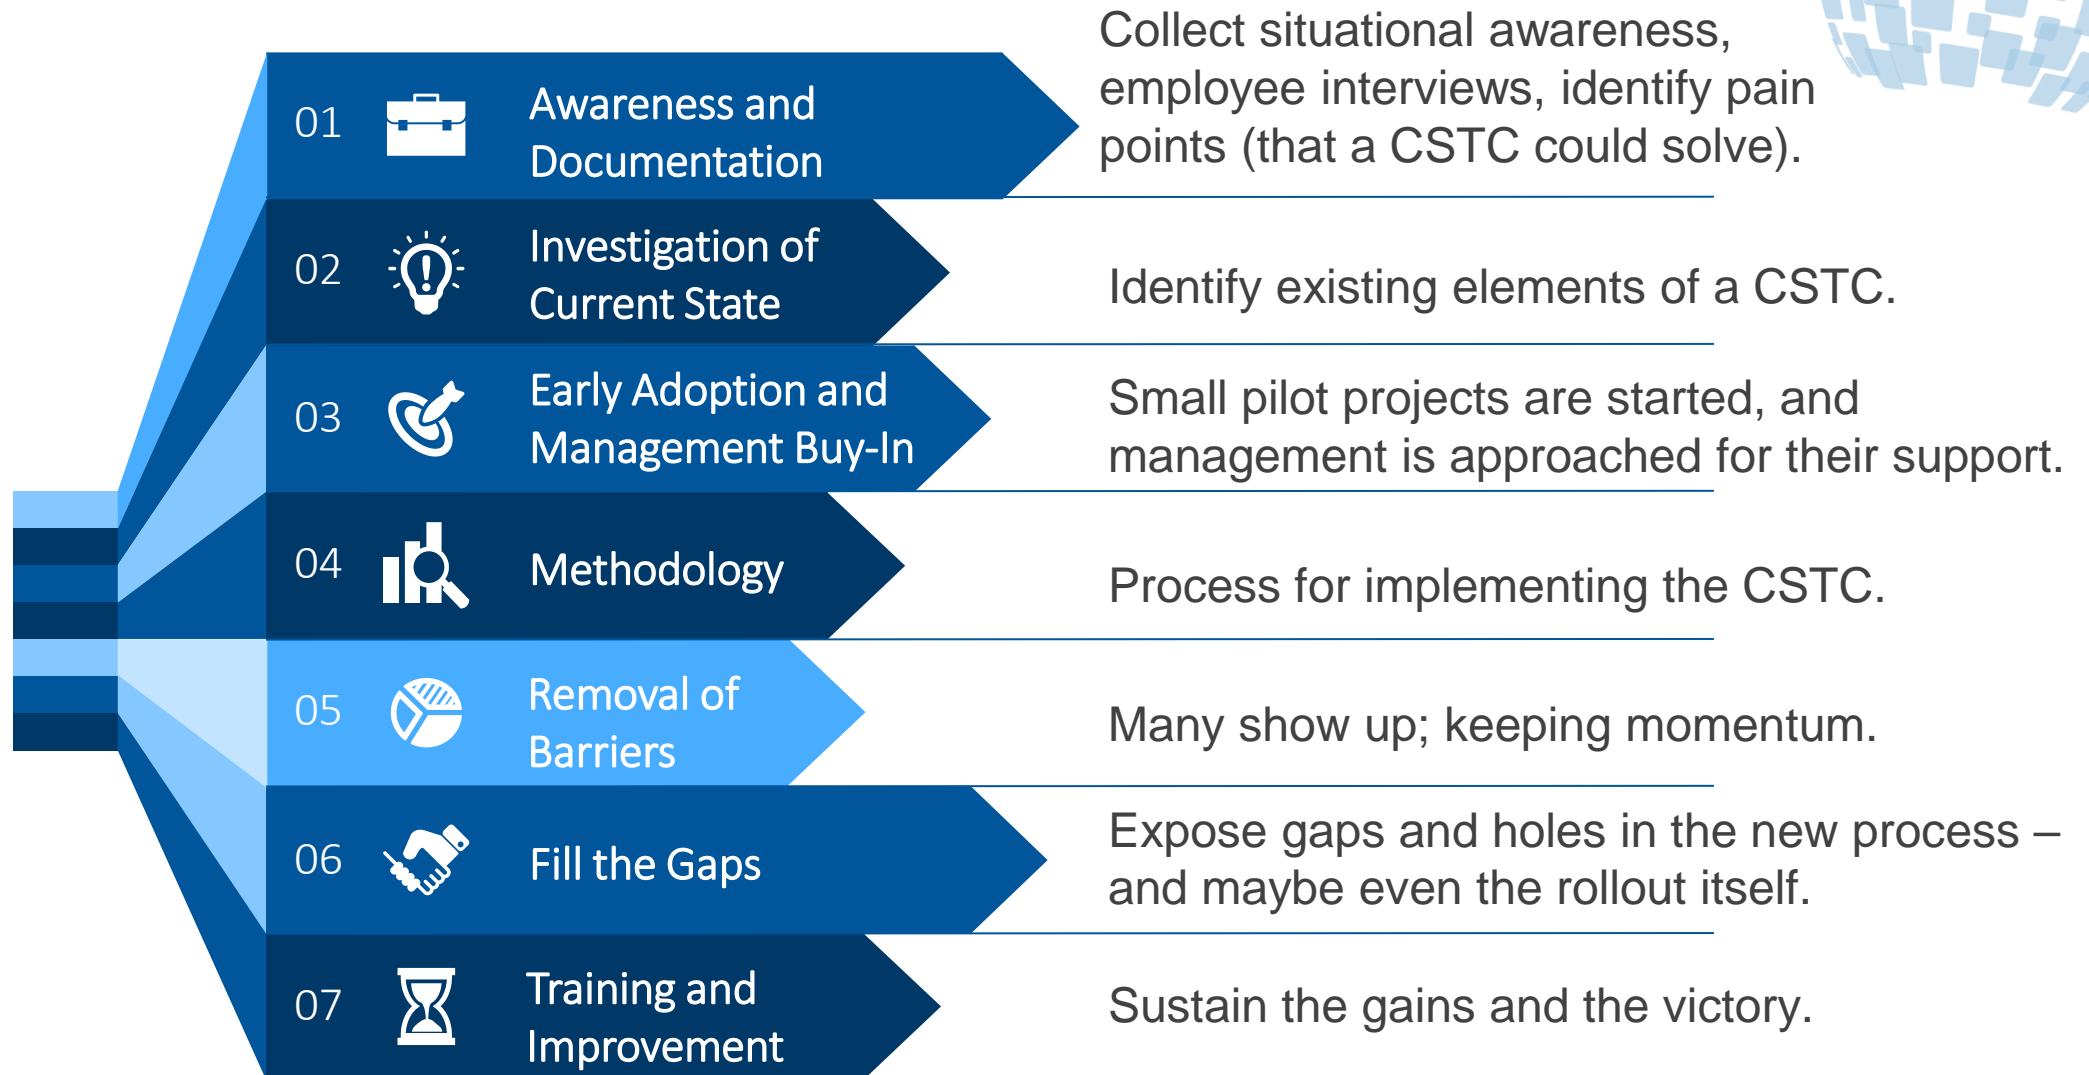 01
Awareness and
Documentation
Collect situational awareness,
employee interviews, identify pain
points (that a CSTC could solve).
02
Investigation of
Current State
Identify existing elements of a CSTC.
03
Early Adoption and
Management Buy-In
Small pilot projects are started, and
management is approached for their support.
04
Methodology
Process for implementing the CSTC.
05
Removal of
Barriers
Many show up; keeping momentum.
06
Fill the Gaps
Expose gaps and holes in the new process –
and maybe even the rollout itself.
07
Training and
Improvement
Sustain the gains and the victory.